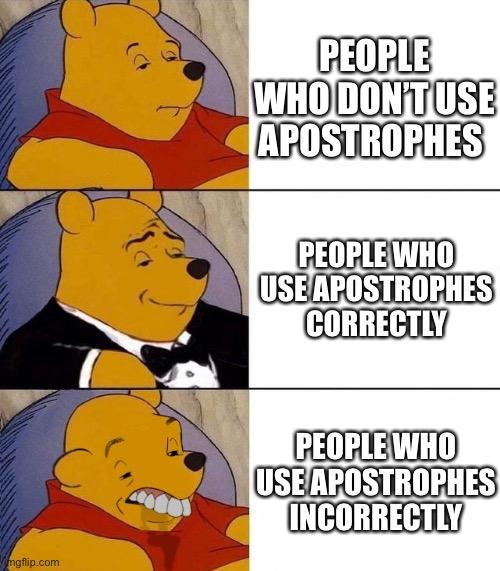 PEOPLE
WHO DON’T USE
APOSTROPHES
PEOPLE WHO
USE APOSTROPHES
CORRECTLY
PEOPLE WHO
USE APOSTROPHES
INCORRECTLY
imgflip.com